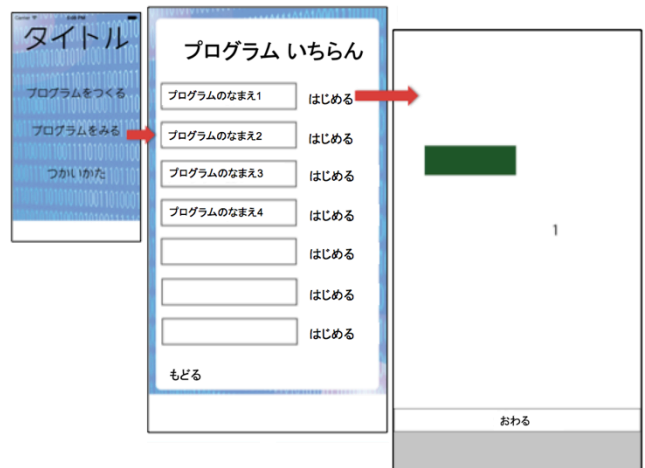 タイトル
プログラムをつくる
プログラムをみる
つかいかた
プログラム いちらん
プログラムのなまえ1 はじめる
プログラムのなまえ2 はじめる
プログラムのなまえ3 はじめる
プログラムのなまえ4 はじめる
はじめる
はじめる
はじめる
もどる
1
おわる